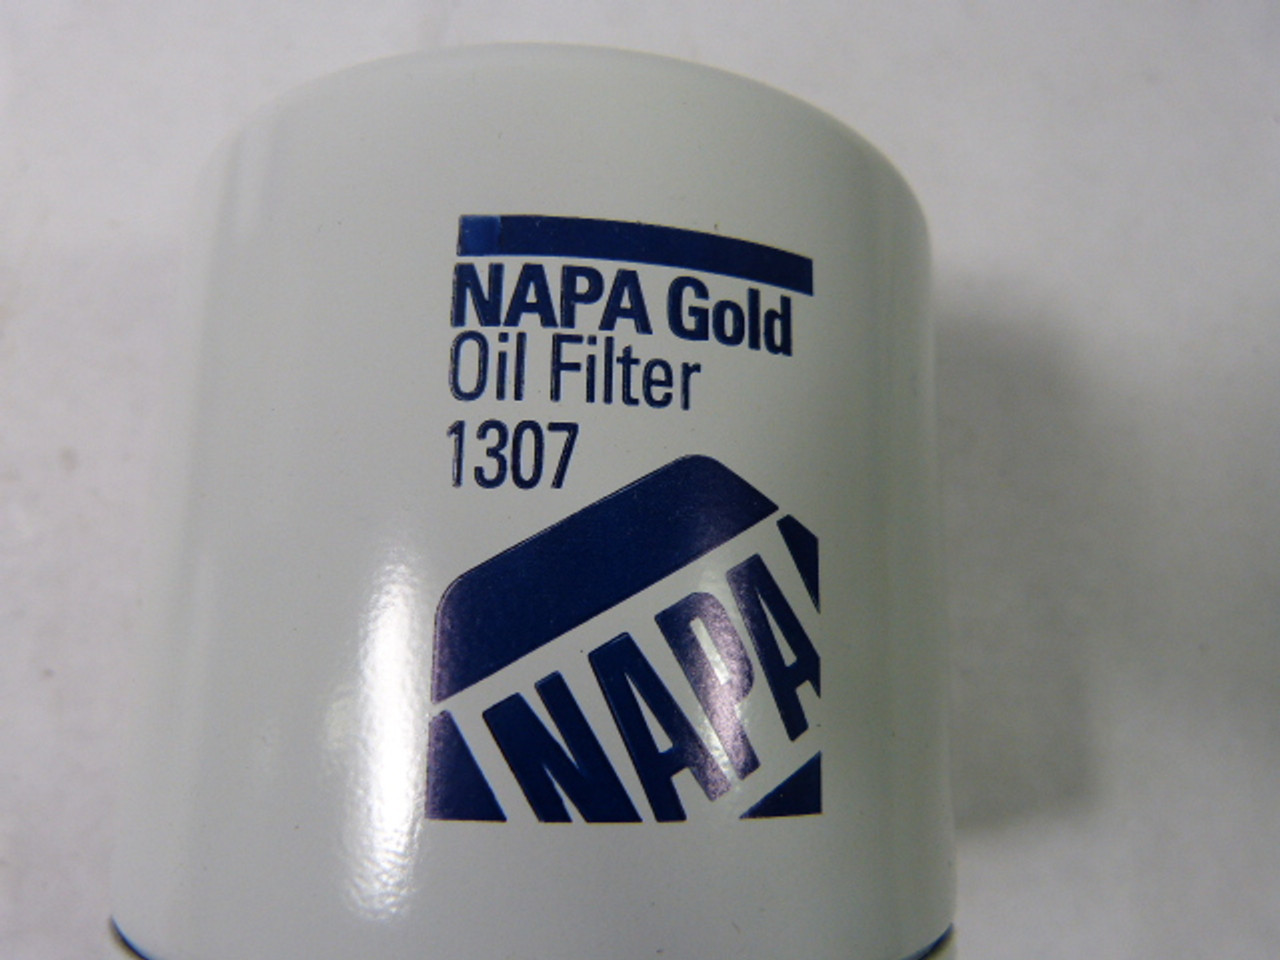 NAPA Gold
Oil Filter
1307
NAPA